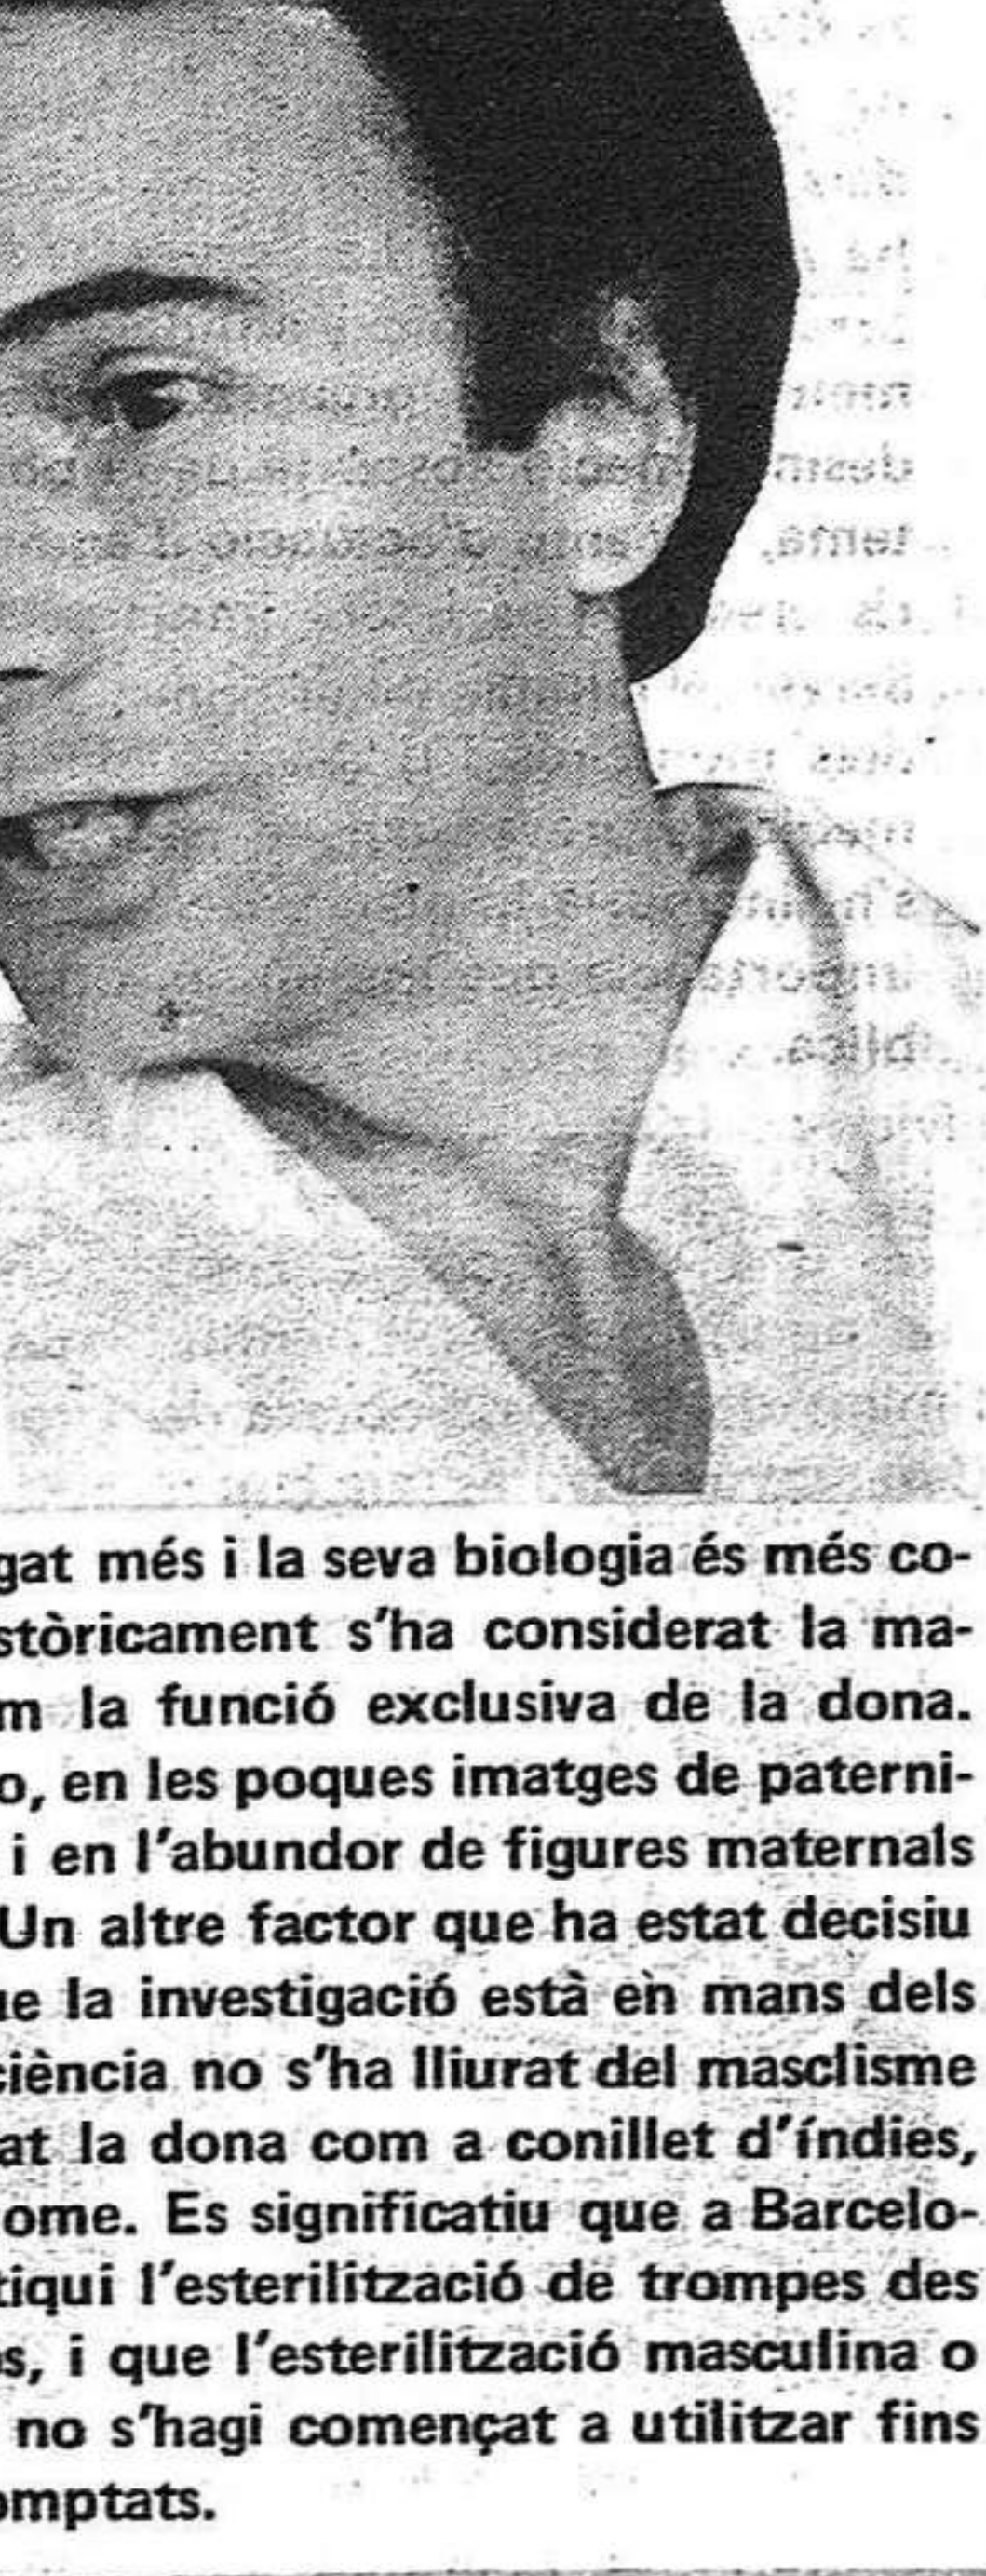 gat més i la seva biologia és més co-
stòricament s'ha considerat la ma-
m la funció exclusiva de la dona.
o, en les poques imatges de paterni-
i en l'abundor de figures maternals
Un altre factor que ha estat decisiu
ue la investigació està en mans dels
ciència no s'ha lliurat del masclisme
at la dona com a conillet d'índies,
ome. Es significatiu que a Barcelo-
tiqui l'esterilització de trompes des
s, i que l'esterilització masculina o
no s'hagi començat a utilitzar fins
omptats.